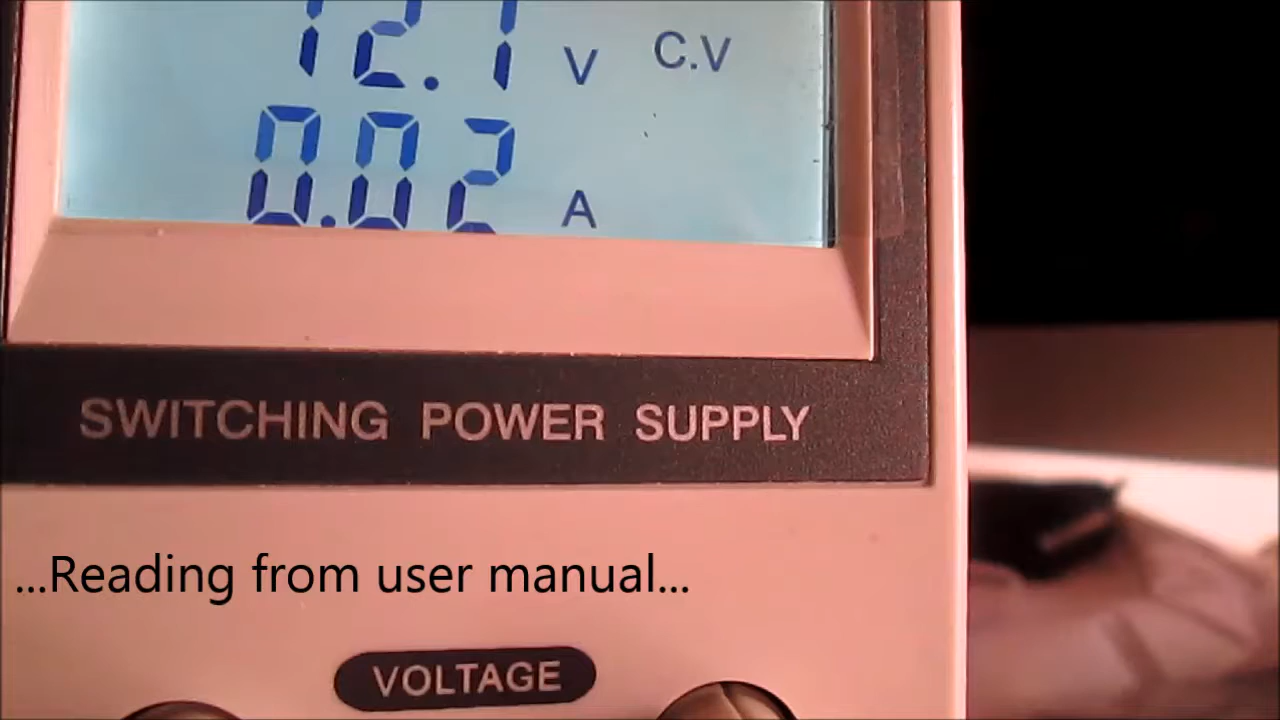 12.1 V C.V
0.02 A
SWITCHING POWER SUPPLY
...Reading from user manual...
VOLTAGE